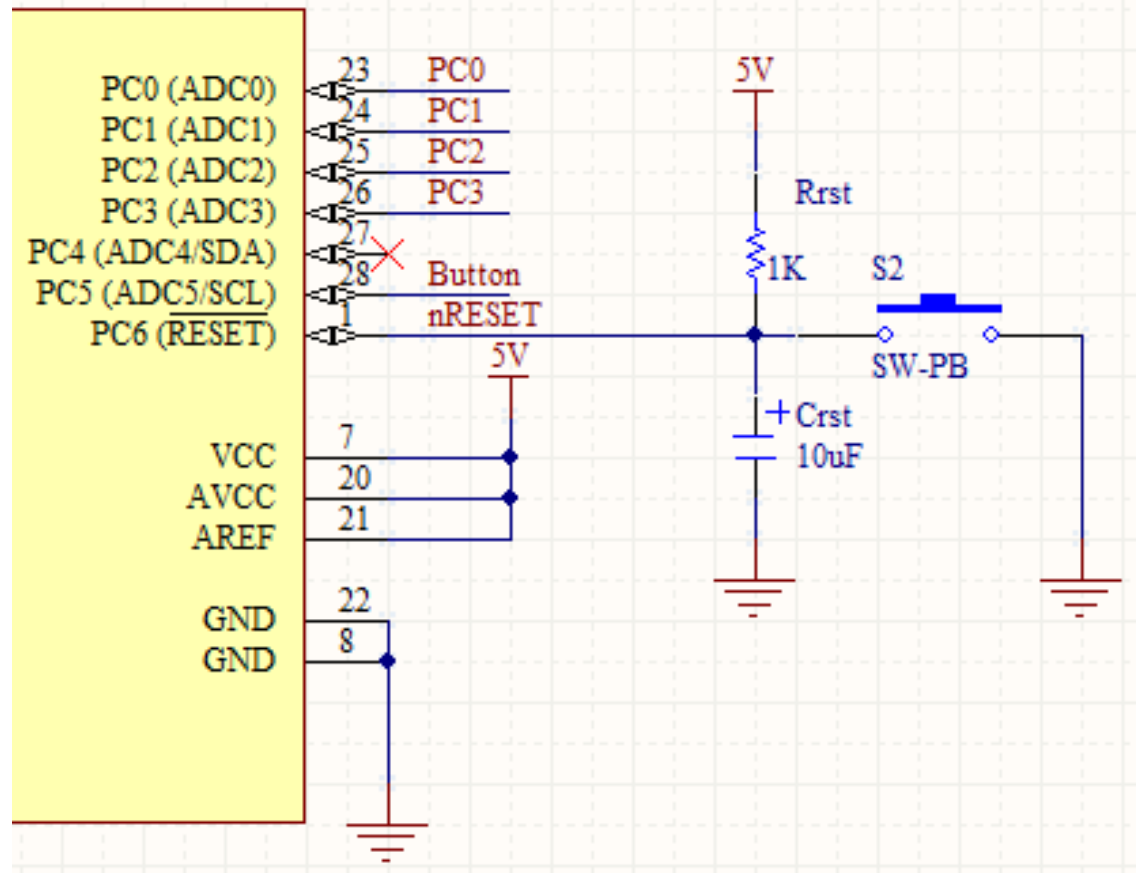 PC0 (ADC0) 23 PC0
PC1 (ADC1) 24 PC1
PC2 (ADC2) 25 PC2
PC3 (ADC3) 26 PC3
PC4 (ADC4/SDA) 27
PC5 (ADC5/SCL) 28 Button
PC6 (RESET) 1 nRESET
5V
VCC 7
AVCC 20
AREF 21
GND 22
GND 8
5V
Rrst
1K
S2
SW-PB
+ Crst
10uF